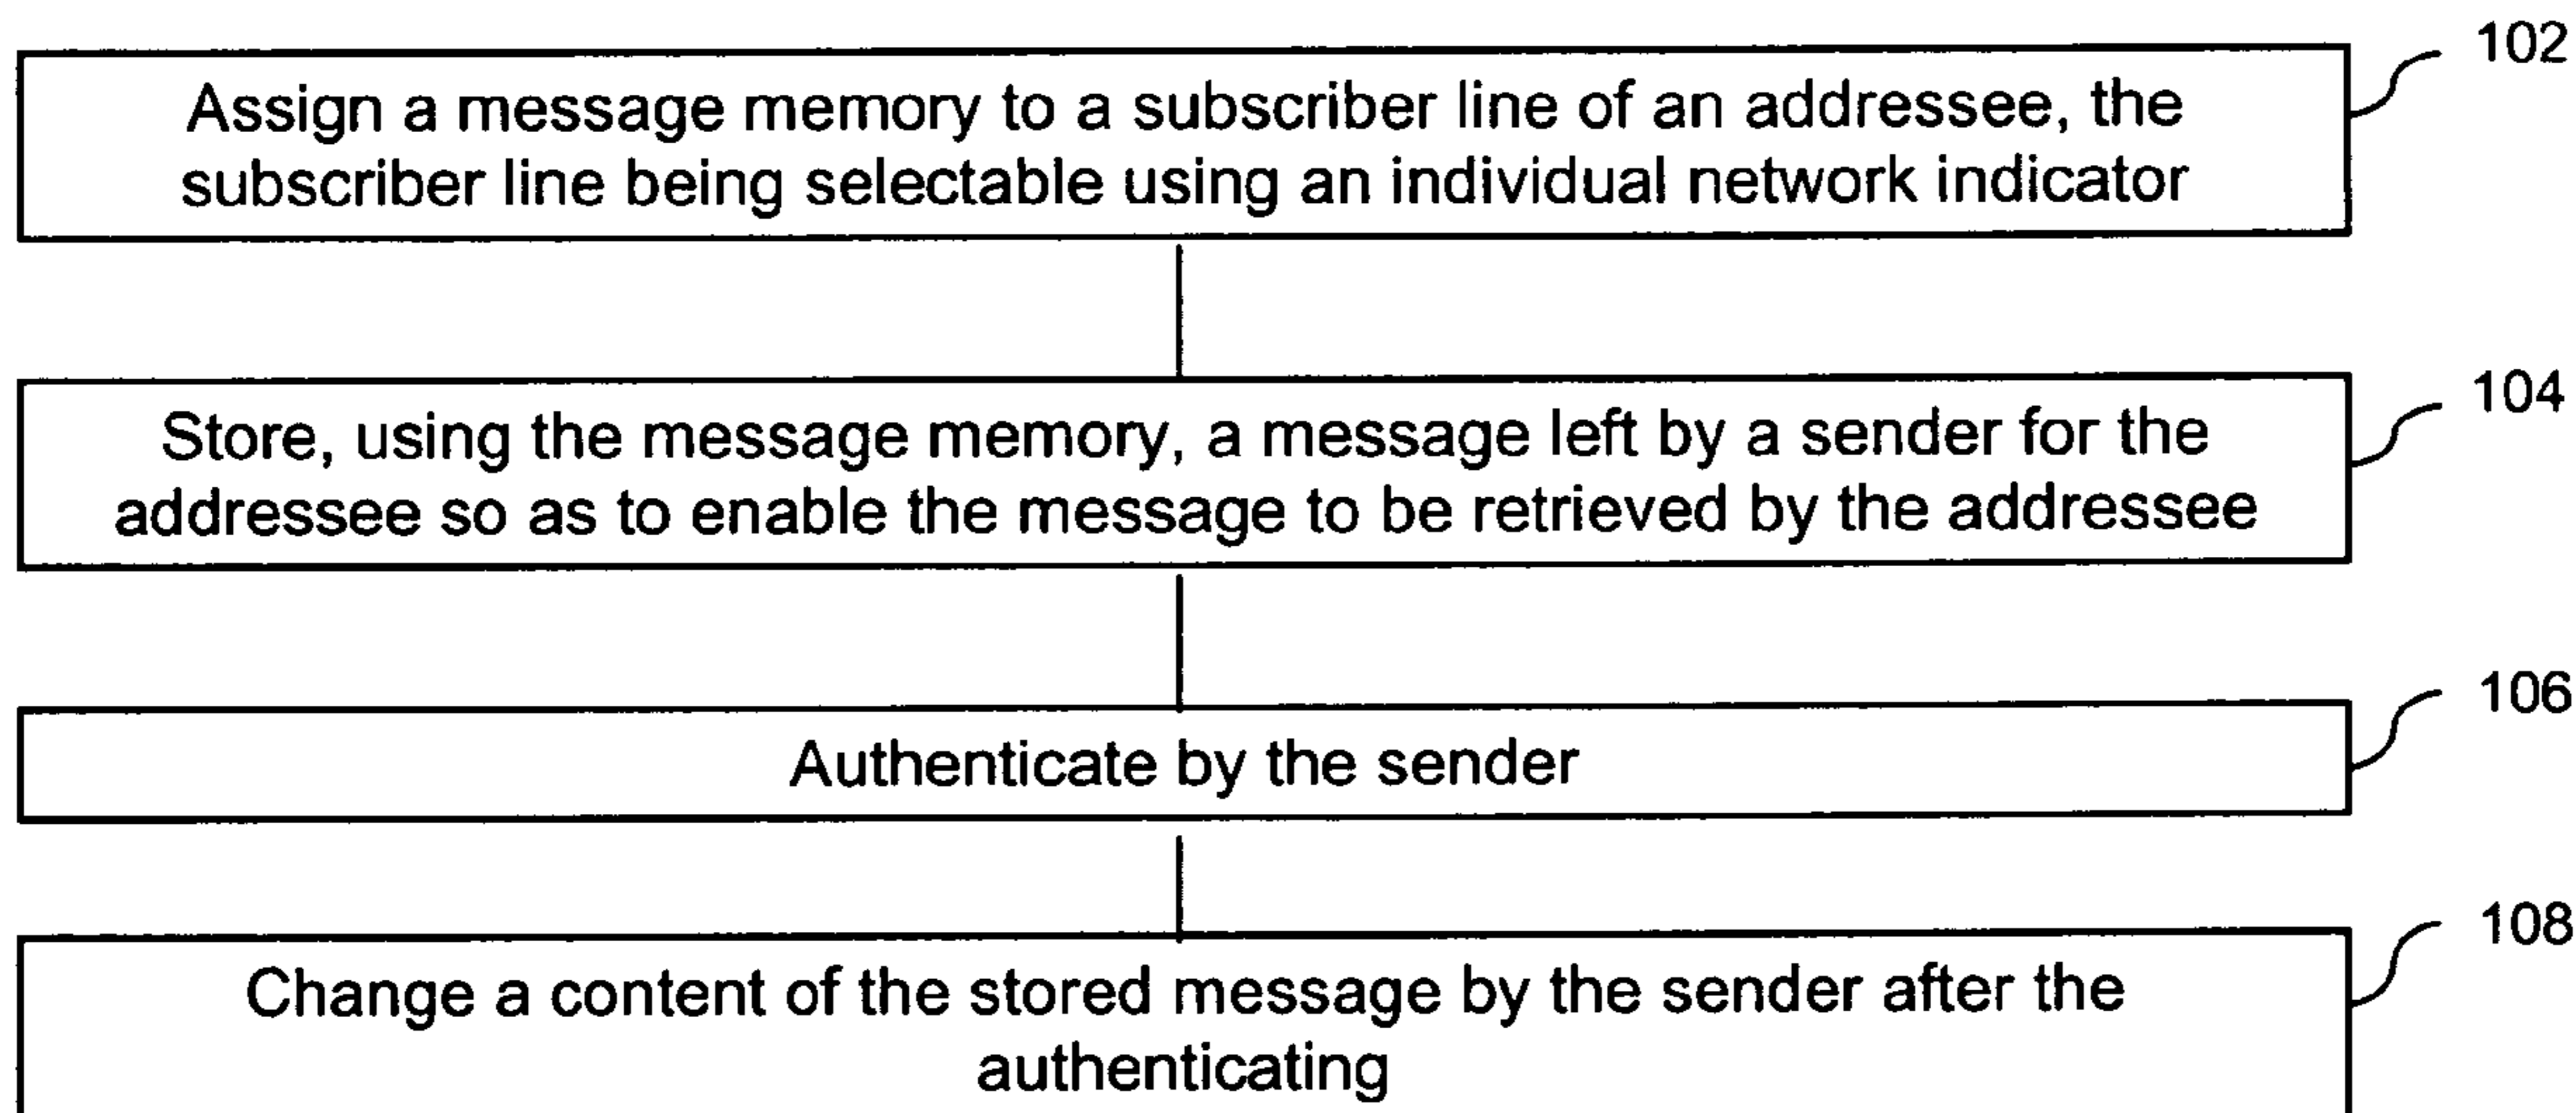 102
Assign a message memory to a subscriber line of an addressee, the
subscriber line being selectable using an individual network indicator
104
Store, using the message memory, a message left by a sender for the
addressee so as to enable the message to be retrieved by the addressee
106
Authenticate by the sender
108
Change a content of the stored message by the sender after the
authenticating